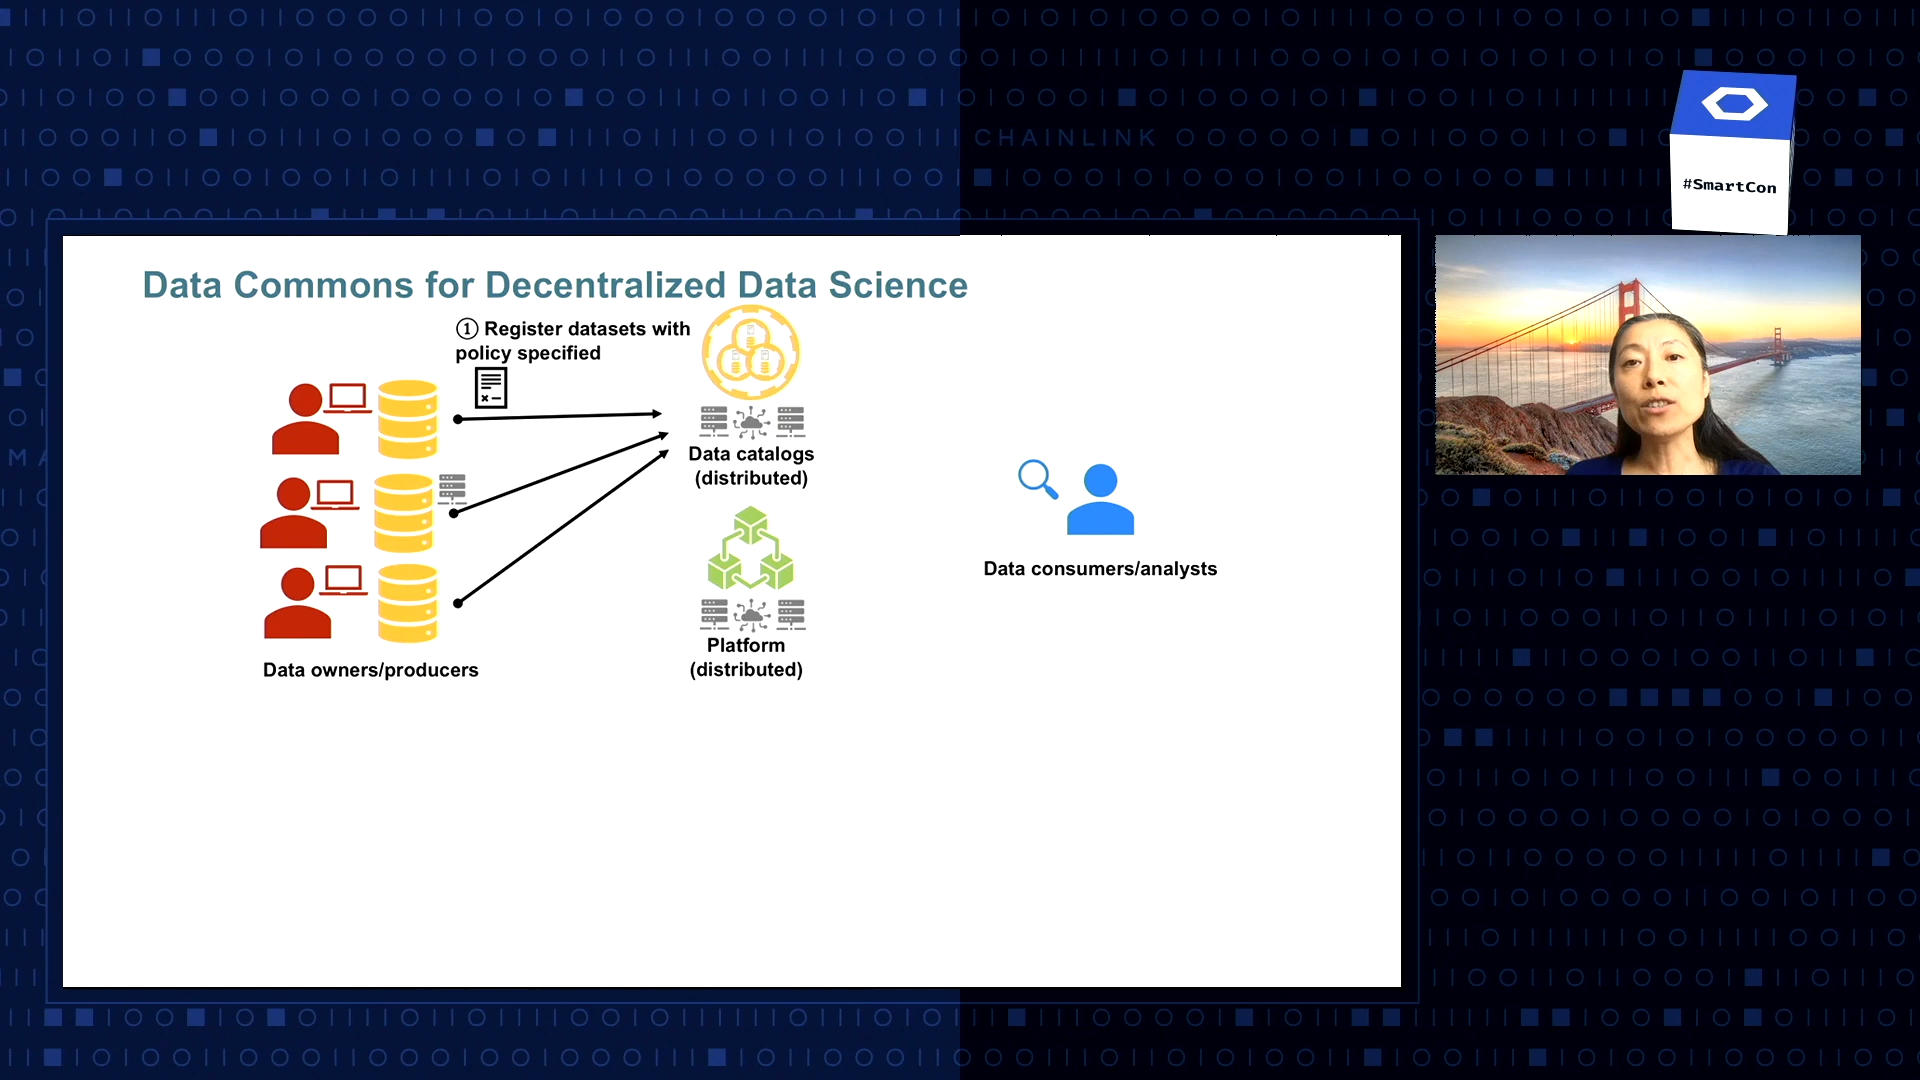 CHAINLINK
#SmartCon
Data Commons for Decentralized Data Science
① Register datasets with
policy specified
Data catalogs
(distributed)
Data consumers/analysts
Platform
(distributed)
Data owners/producers